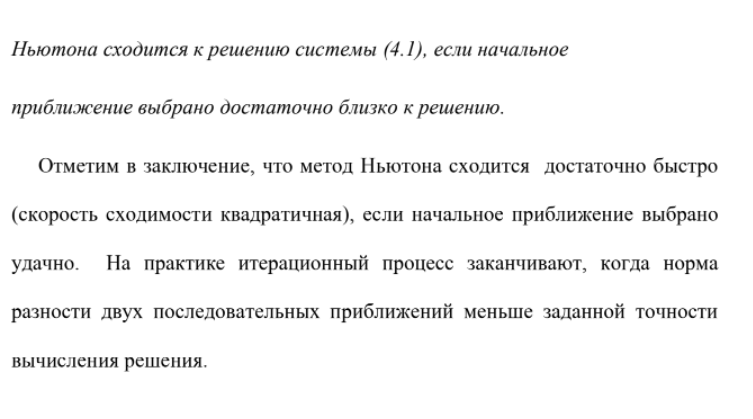 Ньютона сходится к решению системы (4.1), если начальное
приближение выбрано достаточно близко к решению.
Отметим в заключение, что метод Ньютона сходится достаточно быстро
(скорость сходимости квадратичная), если начальное приближение выбрано
удачно. На практике итерационный процесс заканчивают, когда норма
разности двух последовательных приближений меньше заданной точности
вычисления решения.